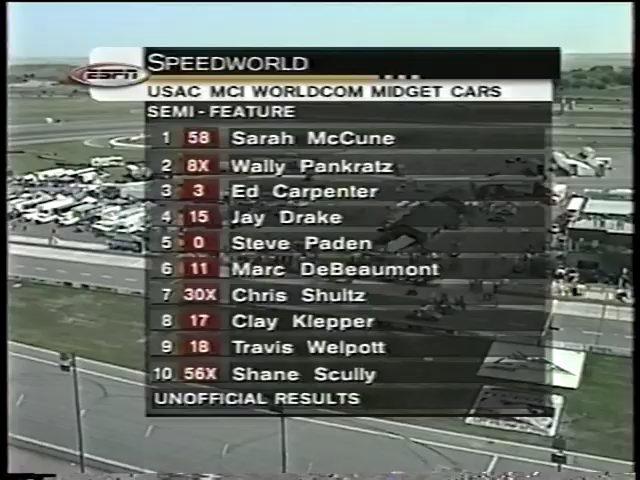 ESPN
SPEEDWORLD
USAC MCI WORLDCOM MIDGET CARS
SEMI-FEATURE
1 58 Sarah McCune
2 8X Wally Pankratz
3 3 Ed Carpenter
4 15 Jay Drake
5 0 Steve Paden
6 11 Marc DeBeaumont
7 30X Chris Shultz
8 17 Clay Klepper
9 18 Travis Welpott
10 56X Shane Scully
UNOFFICIAL RESULTS